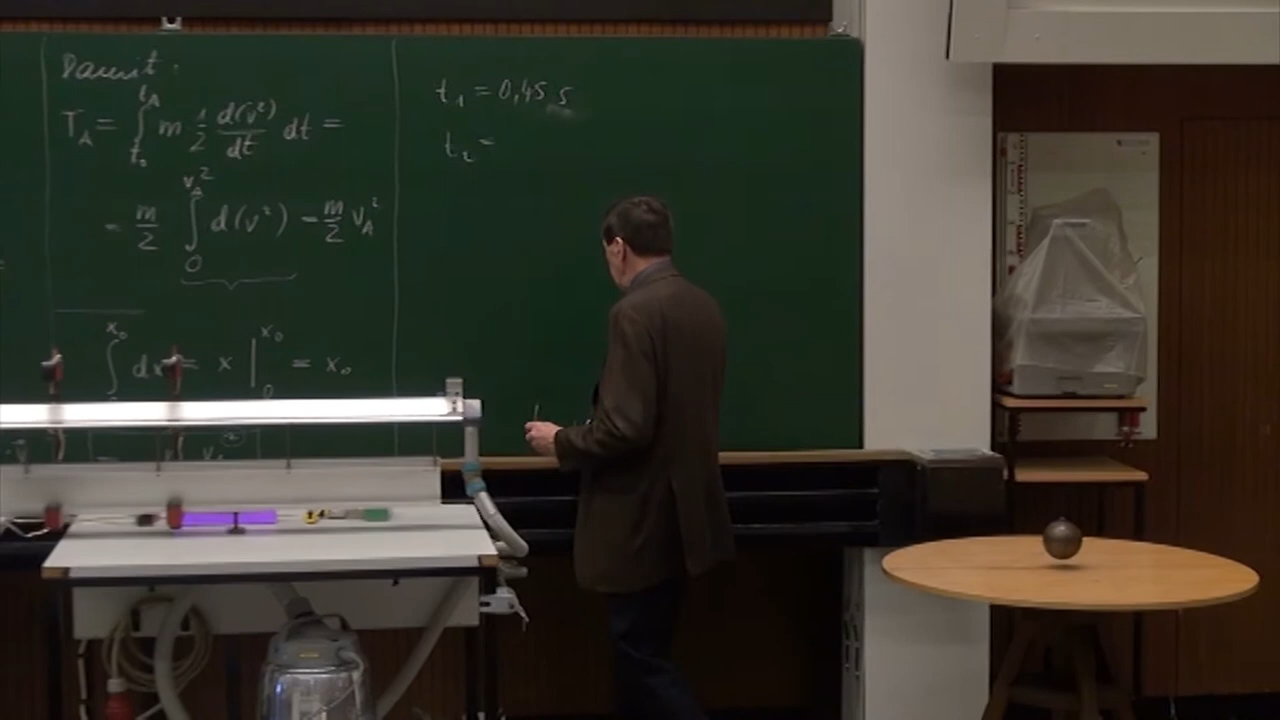 Damit:
T_A = ∫_{t_0}^{t_A} m 1/2 d(v²)/dt dt =
= m/2 ∫_0^{v_A²} d(v²) = m/2 v_A²
∫^{x_0} dx = x |_0^{x_0} = x_0
t_1 = 0,45 s
t_2 =